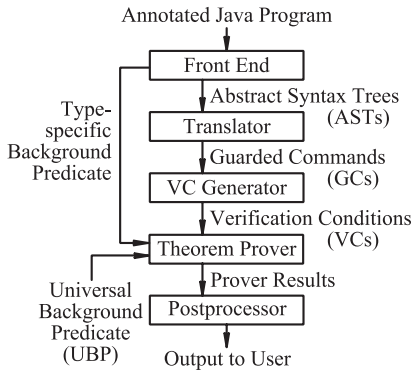 Annotated Java Program
Front End
Abstract Syntax Trees
(ASTs)
Type-
specific
Background
Predicate
Translator
Guarded Commands
(GCs)
VC Generator
Verification Conditions
(VCs)
Theorem Prover
Universal
Background
Predicate
(UBP)
Prover Results
Postprocessor
Output to User